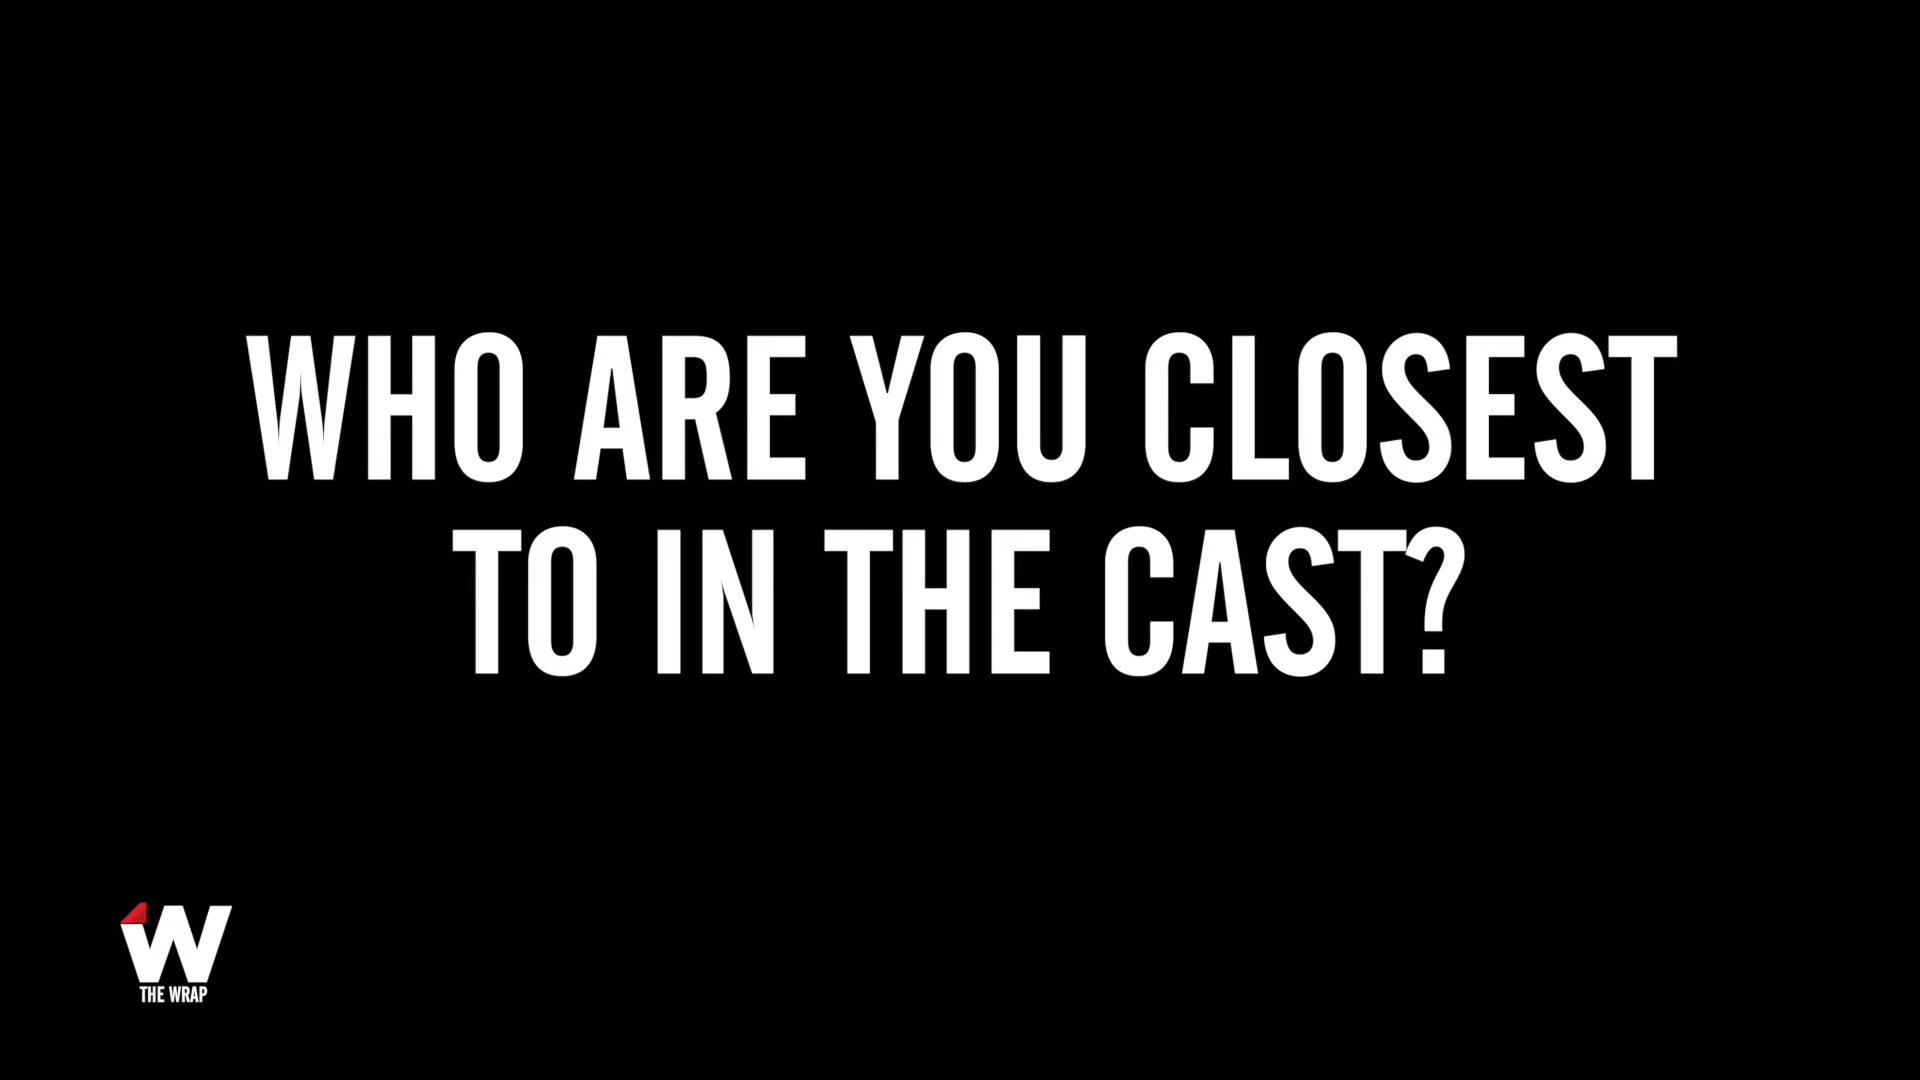 WHO ARE YOU CLOSEST
TO IN THE CAST?
W
THE WRAP